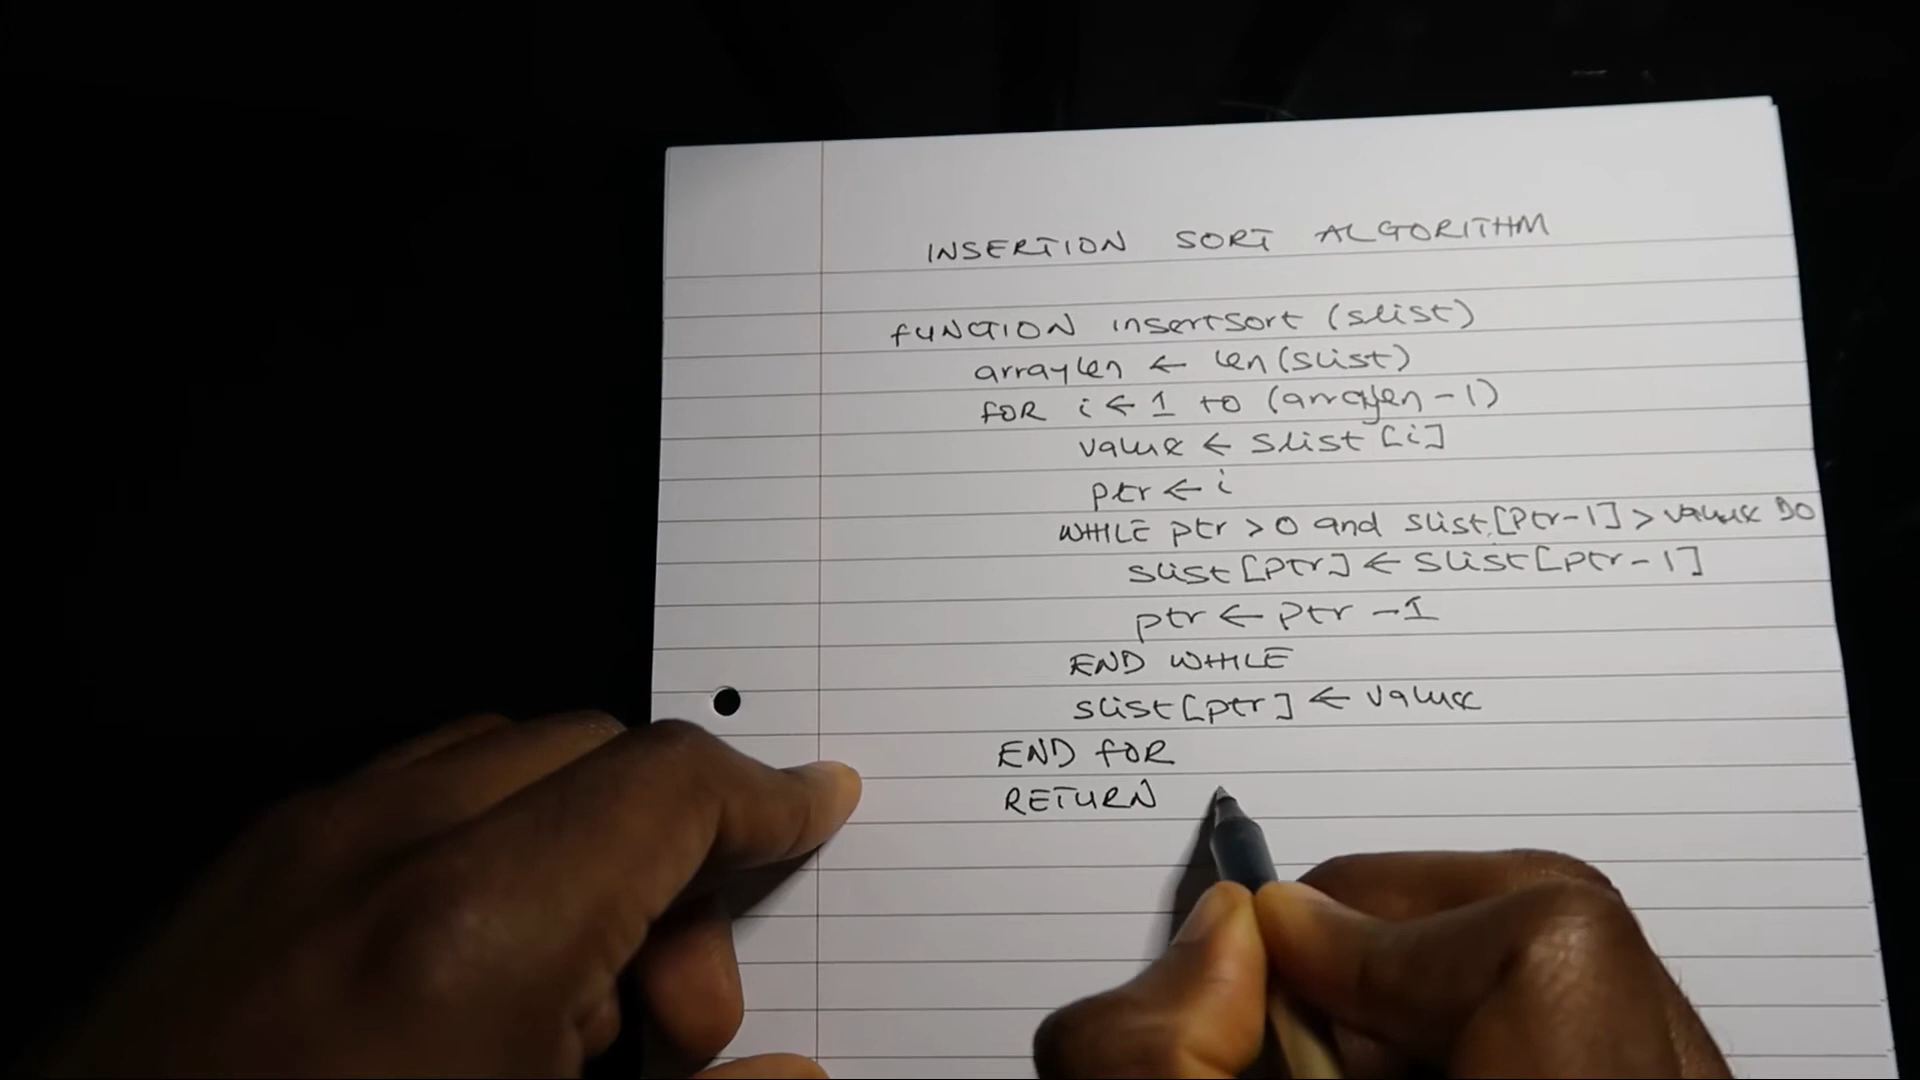 INSERTION SORT ALGORITHM
fUNCTION insertsort (slist)
arraylen ← len(slist)
fOR i ← 1 to (arraylen - 1)
value ← slist [i]
ptr ← i
WHILE ptr > 0 and slist [ptr-1] > value DO
slist [ptr] ← slist [ptr-1]
ptr ← ptr - 1
END WHILE
slist [ptr] ← value
END fOR
RETURN